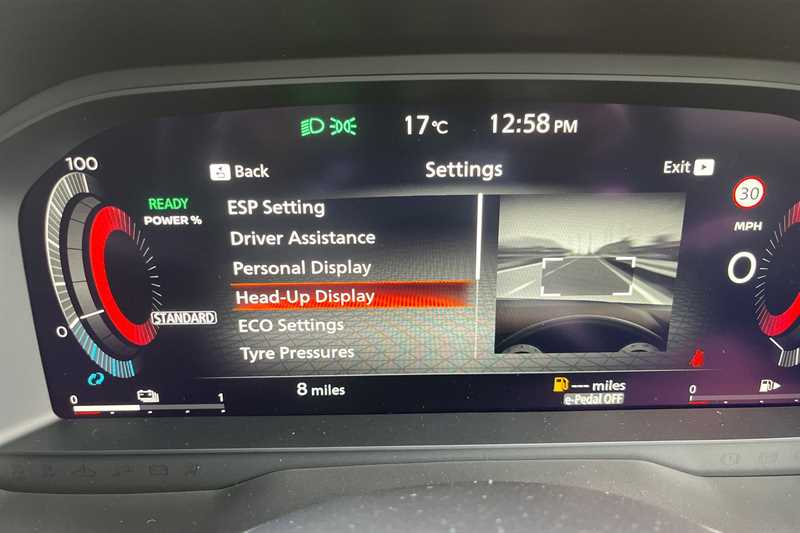 17°C 12:58 PM
Back Settings Exit
100
READY
POWER %
STANDARD
0
ESP Setting
Driver Assistance
Personal Display
Head-Up Display
ECO Settings
Tyre Pressures
30
MPH
0
8 miles
--- miles
e-Pedal OFF
0 1
0